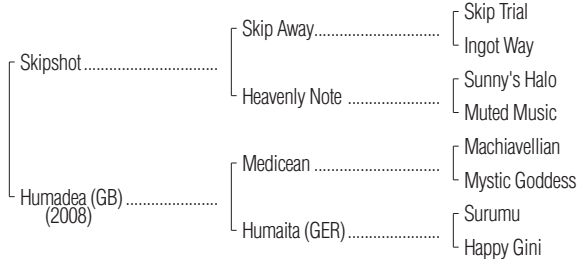 Skip Trial
Skip Away
Ingot Way
Skipshot
Sunny's Halo
Heavenly Note
Muted Music
Machiavellian
Medicean
Mystic Goddess
Humadea (GB)
(2008)
Surumu
Humaita (GER)
Happy Gini